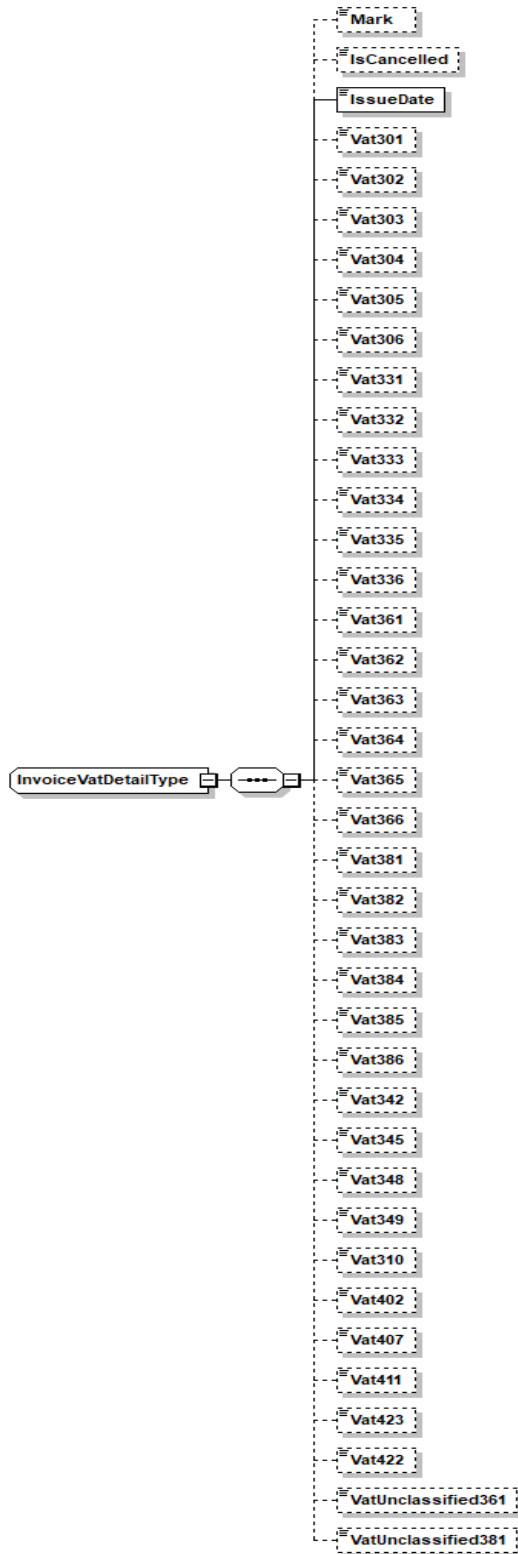 Mark
IsCancelled
IssueDate
Vat301
Vat302
Vat303
Vat304
Vat305
Vat306
Vat331
Vat332
Vat333
Vat334
Vat335
Vat336
Vat361
Vat362
Vat363
Vat364
InvoiceVatDetailType
Vat365
Vat366
Vat381
Vat382
Vat383
Vat384
Vat385
Vat386
Vat342
Vat345
Vat348
Vat349
Vat310
Vat402
Vat407
Vat411
Vat423
Vat422
VatUnclassified361
VatUnclassified381